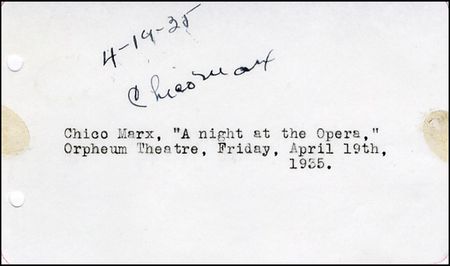 4-19-35
Chico Marx
Chico Marx, "A night at the Opera,"
Orpheum Theatre, Friday, April 19th,
1935.